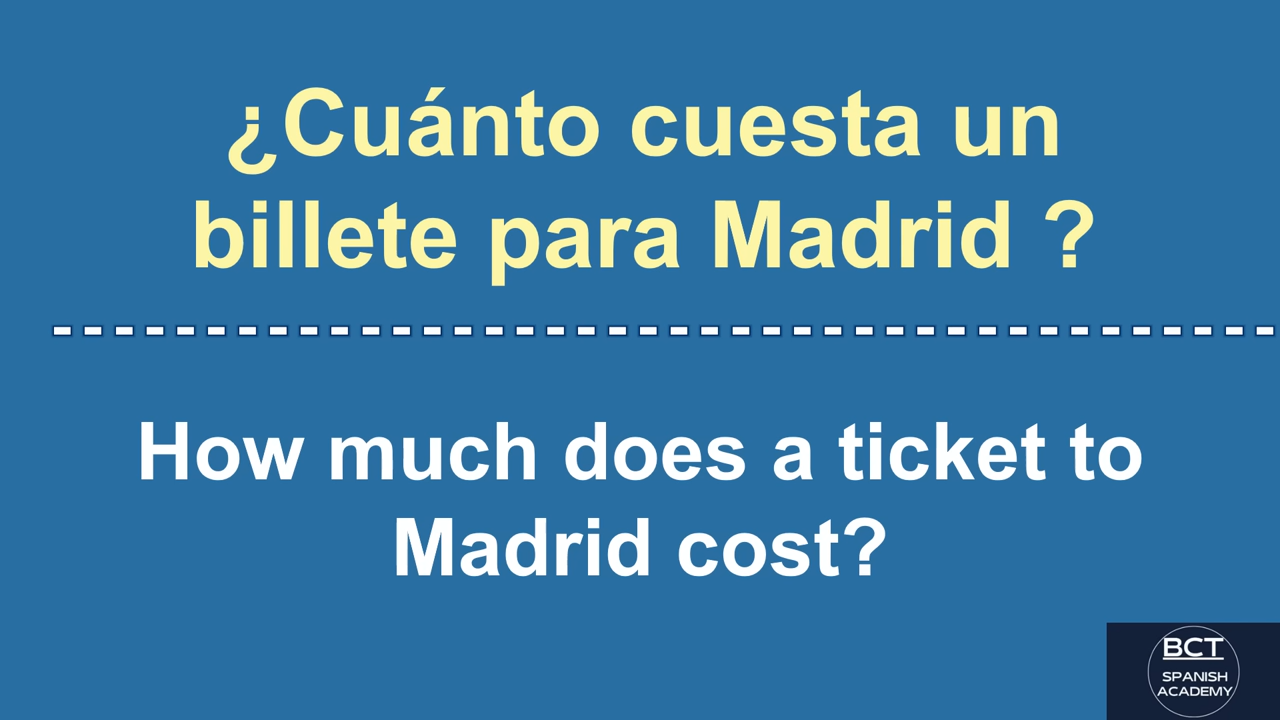 ¿Cuánto cuesta un
billete para Madrid ?
How much does a ticket to
Madrid cost?
BCT
SPANISH
ACADEMY